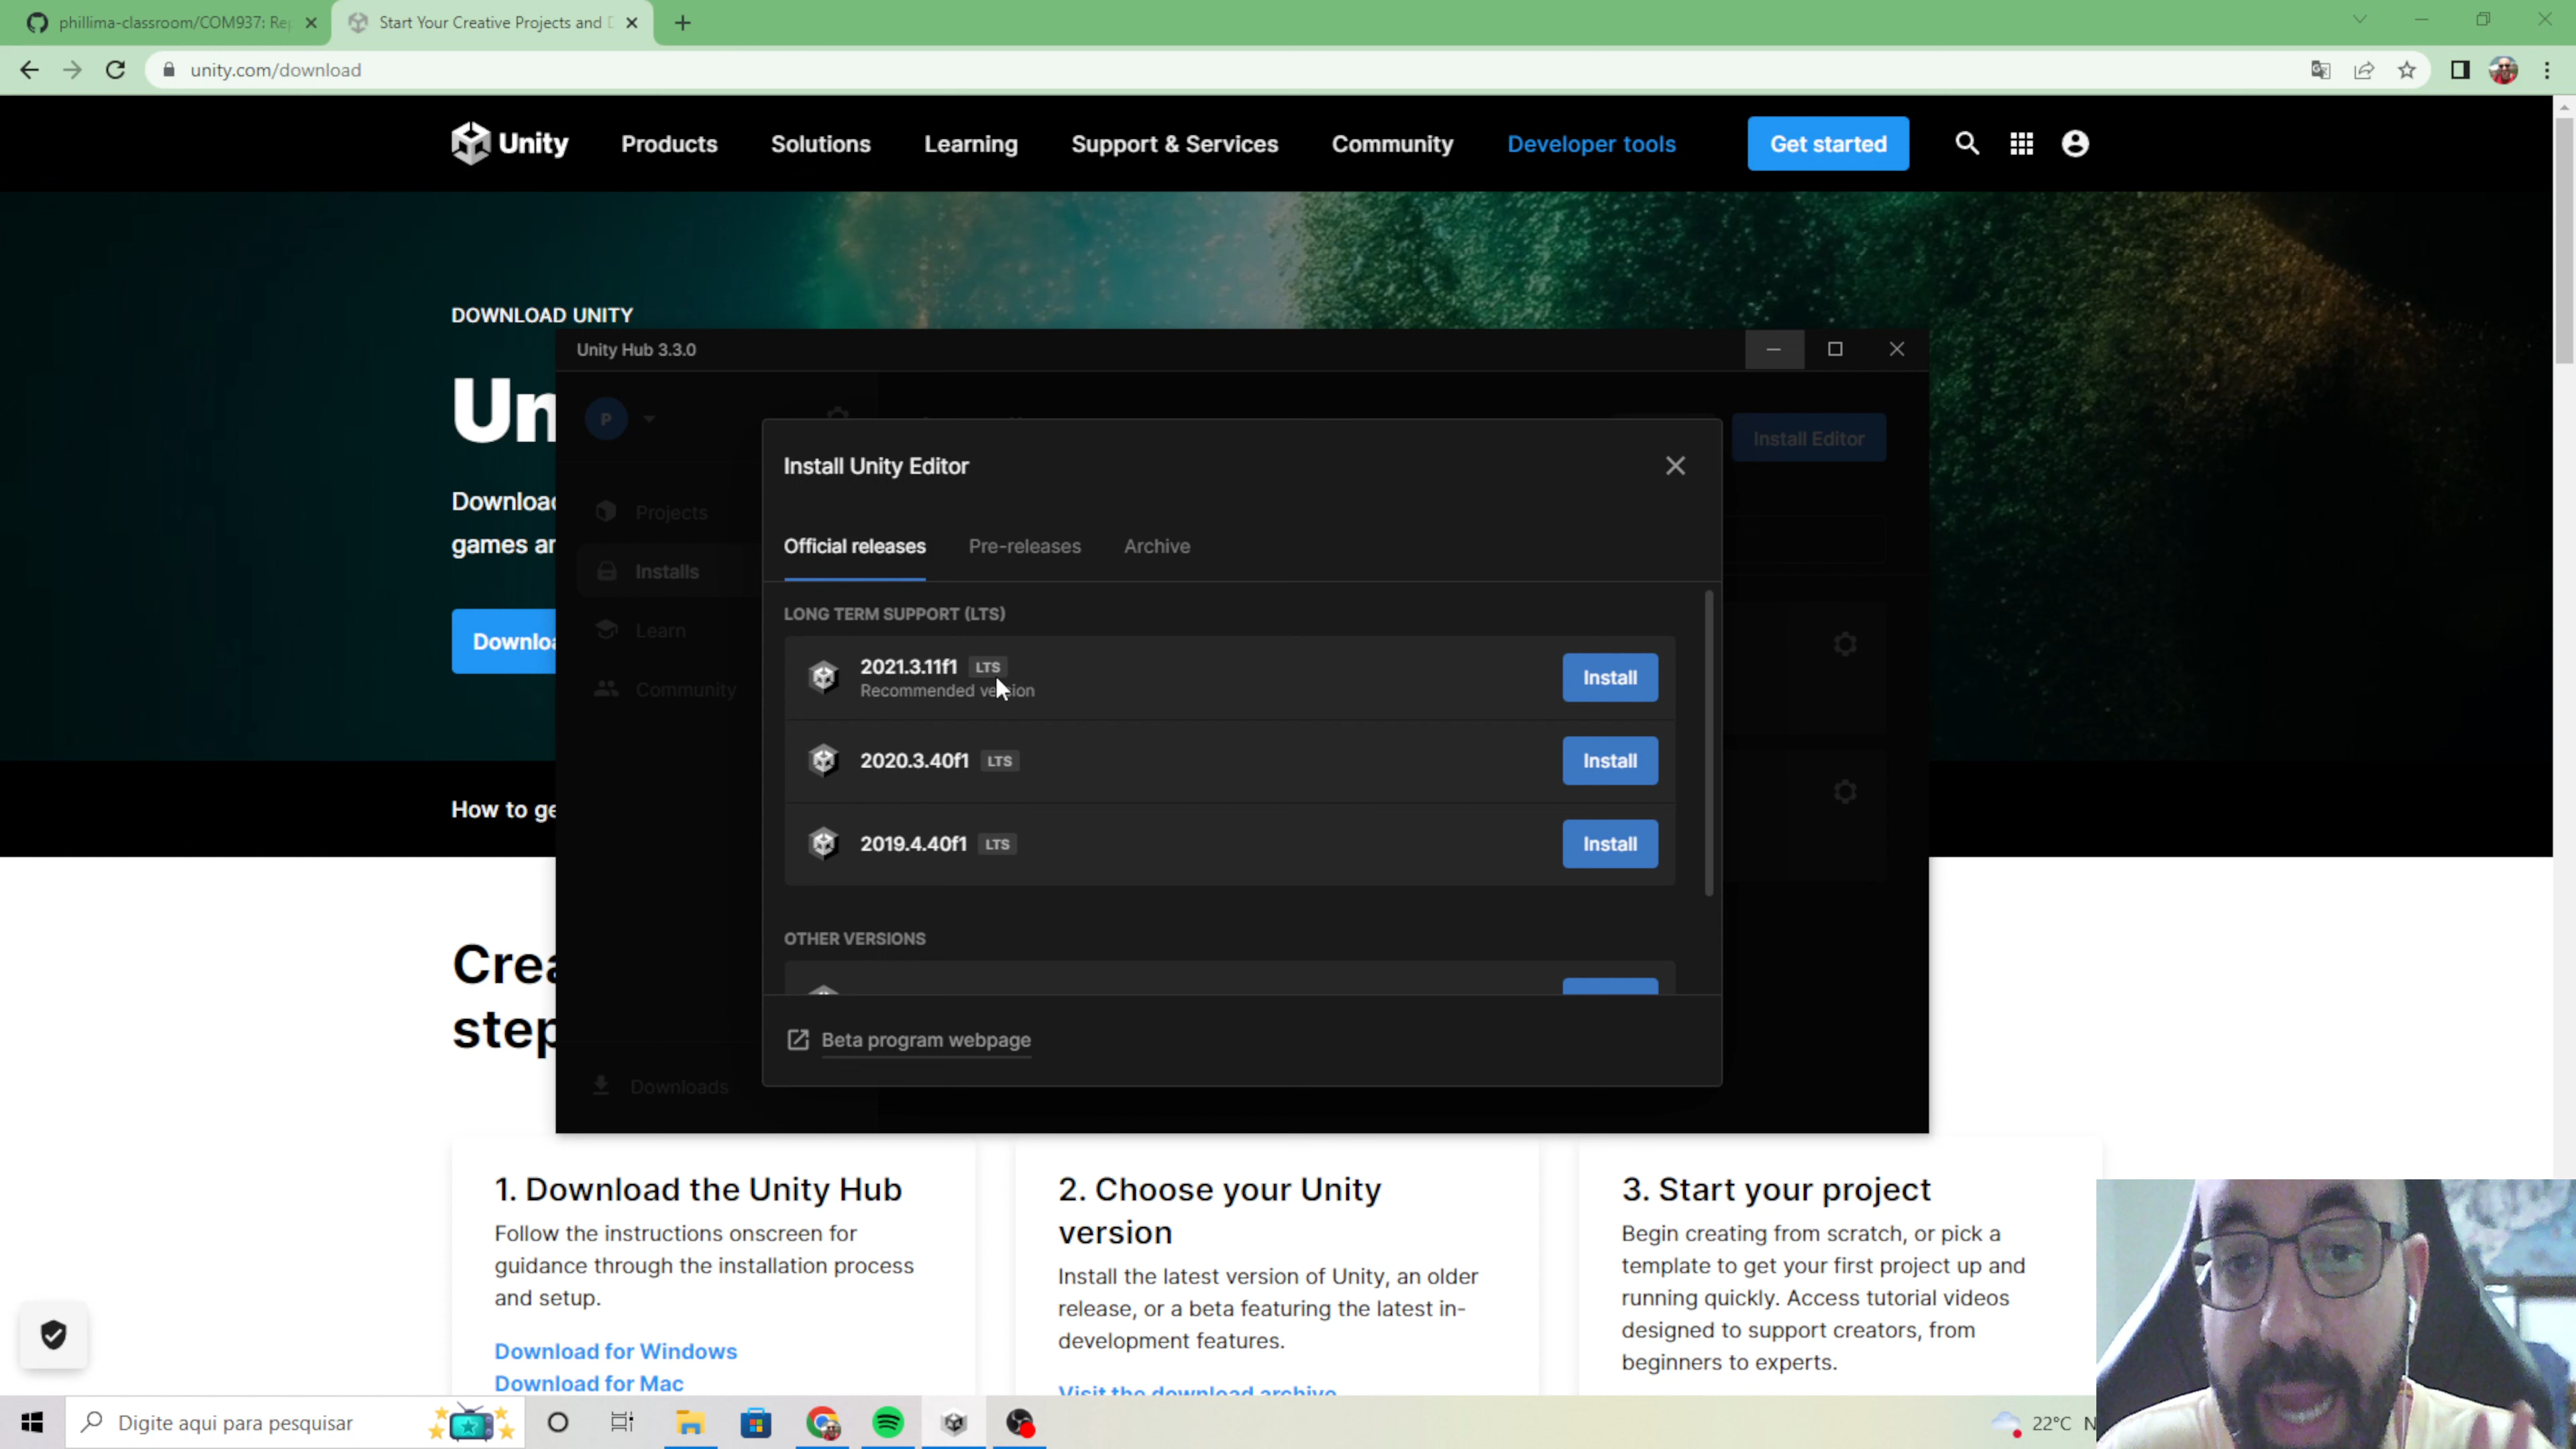 phillima-classroom/COM937: Re
Start Your Creative Projects and D
unity.com/download
Unity
Products
Solutions
Learning
Support & Services
Community
Developer tools
Get started
DOWNLOAD UNITY
Un
Download
games an
Downloa
How to ge
Crea
step
Unity Hub 3.3.0
P
Install Editor
Projects
Installs
Learn
Community
Downloads
Install Unity Editor
Official releases
Pre-releases
Archive
LONG TERM SUPPORT (LTS)
2021.3.11f1 LTS
Recommended version
Install
2020.3.40f1 LTS
Install
2019.4.40f1 LTS
Install
OTHER VERSIONS
Beta program webpage
1. Download the Unity Hub
Follow the instructions onscreen for
guidance through the installation process
and setup.
Download for Windows
Download for Mac
2. Choose your Unity
version
Install the latest version of Unity, an older
release, or a beta featuring the latest in-
development features.
Visit the download archive
3. Start your project
Begin creating from scratch, or pick a
template to get your first project up and
running quickly. Access tutorial videos
designed to support creators, from
beginners to experts.
Digite aqui para pesquisar
22°C N